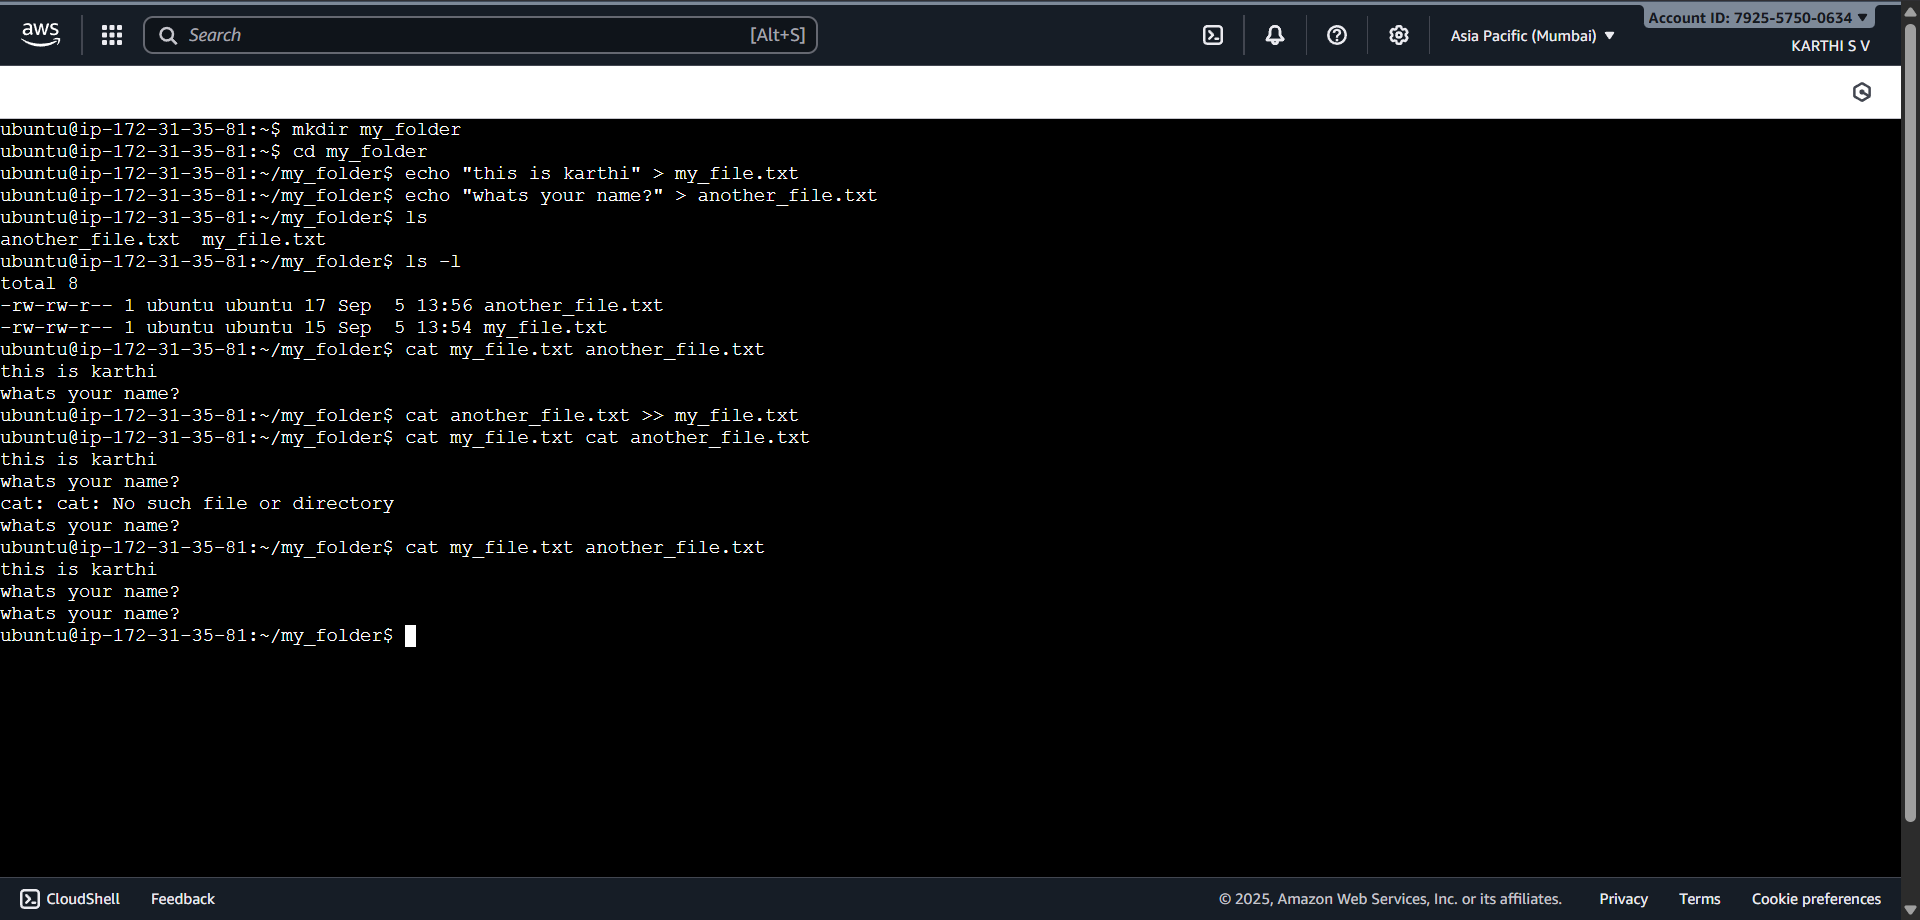 aws
Search
[Alt+S]
Asia Pacific (Mumbai)
Account ID: 7925-5750-0634
KARTHI S V
ubuntu@ip-172-31-35-81:~$ mkdir my_folder
ubuntu@ip-172-31-35-81:~$ cd my_folder
ubuntu@ip-172-31-35-81:~/my_folder$ echo "this is karthi" > my_file.txt
ubuntu@ip-172-31-35-81:~/my_folder$ echo "whats your name?" > another_file.txt
ubuntu@ip-172-31-35-81:~/my_folder$ ls
another_file.txt  my_file.txt
ubuntu@ip-172-31-35-81:~/my_folder$ ls -l
total 8
-rw-rw-r-- 1 ubuntu ubuntu 17 Sep  5 13:56 another_file.txt
-rw-rw-r-- 1 ubuntu ubuntu 15 Sep  5 13:54 my_file.txt
ubuntu@ip-172-31-35-81:~/my_folder$ cat my_file.txt another_file.txt
this is karthi
whats your name?
ubuntu@ip-172-31-35-81:~/my_folder$ cat another_file.txt >> my_file.txt
ubuntu@ip-172-31-35-81:~/my_folder$ cat my_file.txt cat another_file.txt
this is karthi
whats your name?
cat: cat: No such file or directory
whats your name?
ubuntu@ip-172-31-35-81:~/my_folder$ cat my_file.txt another_file.txt
this is karthi
whats your name?
whats your name?
ubuntu@ip-172-31-35-81:~/my_folder$
CloudShell
Feedback
© 2025, Amazon Web Services, Inc. or its affiliates.
Privacy
Terms
Cookie preferences